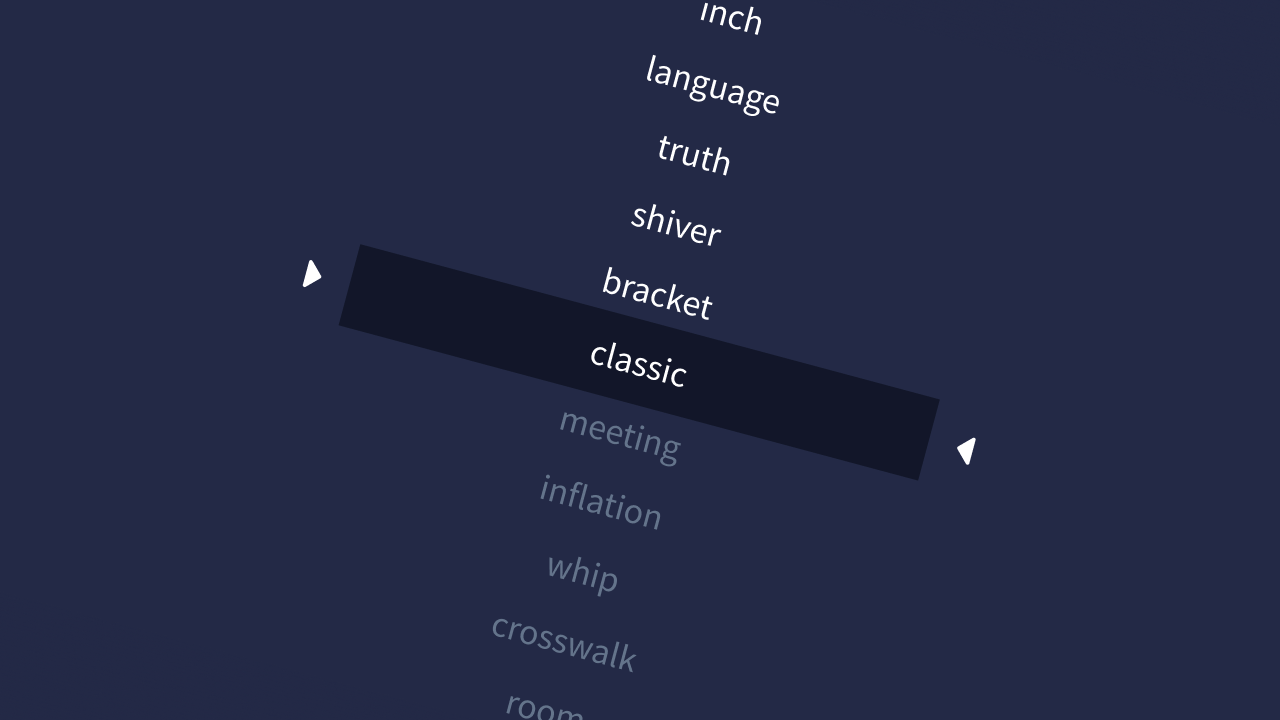 inch
language
truth
shiver
bracket
classic
meeting
inflation
whip
crosswalk
room